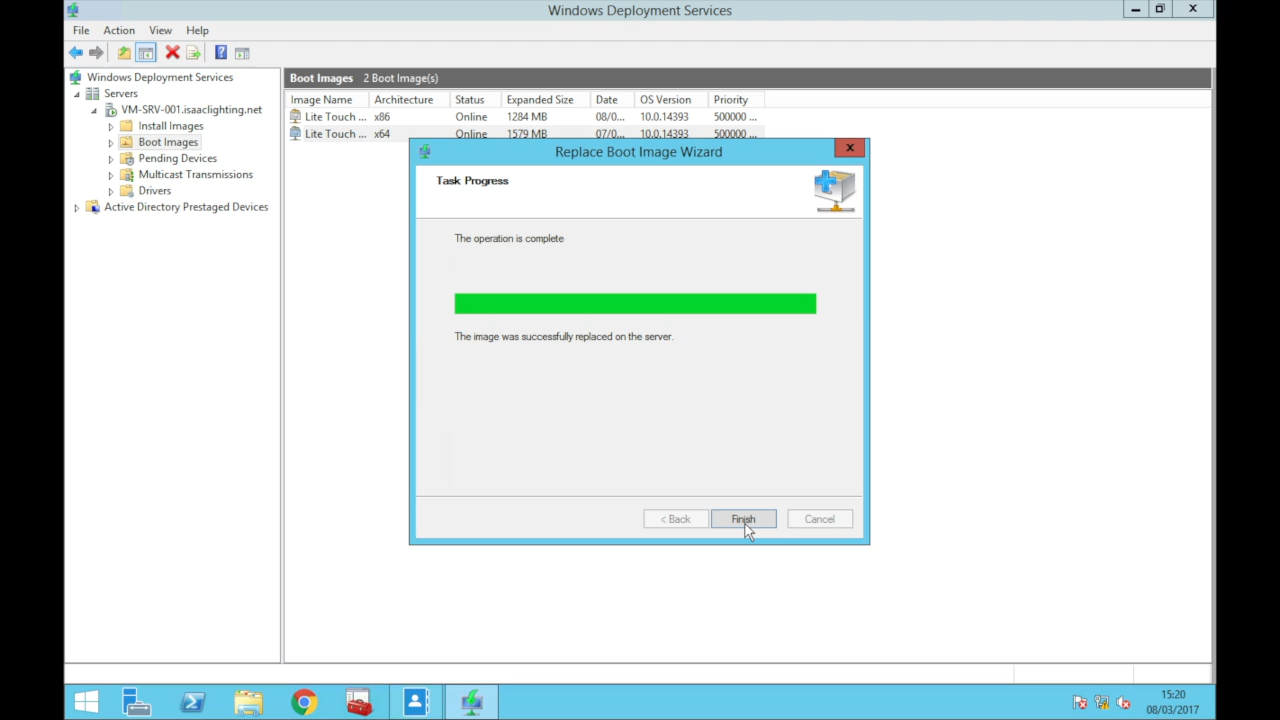 Windows Deployment Services
File Action View Help
Windows Deployment Services
Servers
VM-SRV-001.isaaclighting.net
Install Images
Boot Images
Pending Devices
Multicast Transmissions
Drivers
Active Directory Prestaged Devices
Boot Images 2 Boot Image(s)
Image Name Architecture Status Expanded Size Date OS Version Priority
Lite Touch ... x86 Online 1284 MB 08/0... 10.0.14393 500000 ...
Lite Touch ... x64 Online 1579 MB 07/0... 10.0.14393 500000 ...
Replace Boot Image Wizard
Task Progress
The operation is complete
The image was successfully replaced on the server.
< Back Finish Cancel
15:20
08/03/2017